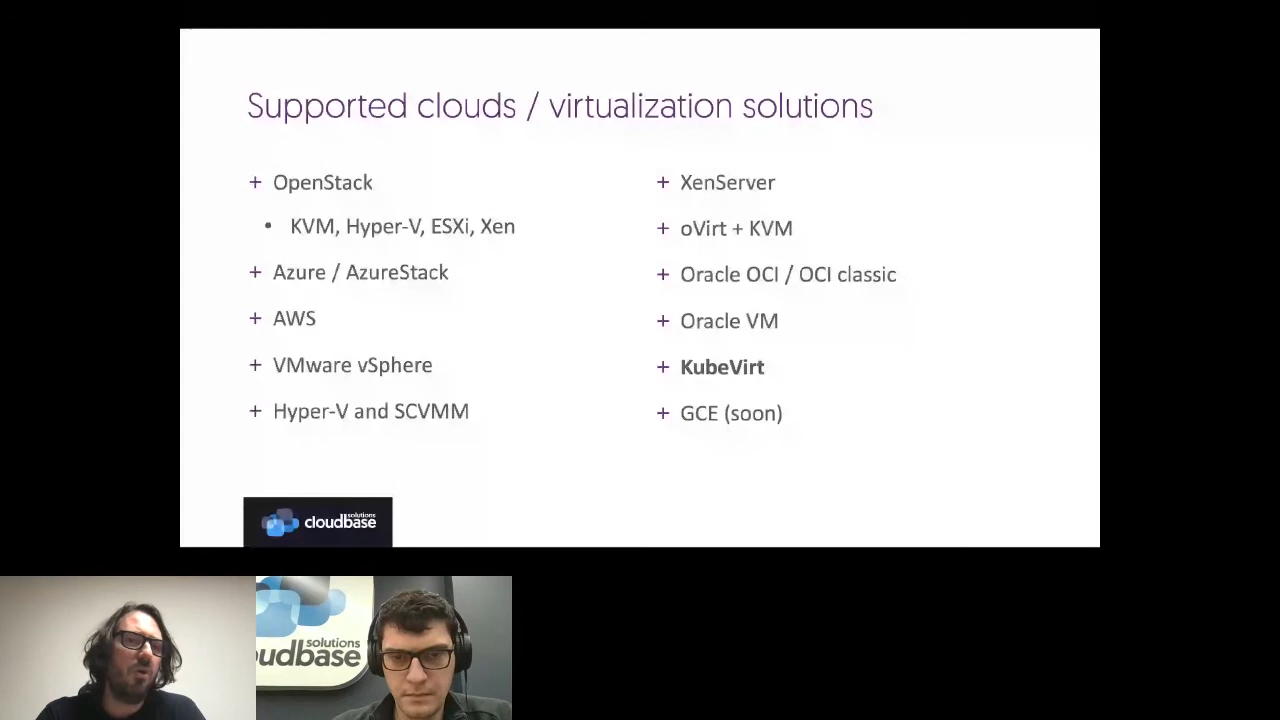 Supported clouds / virtualization solutions
+ OpenStack
• KVM, Hyper-V, ESXi, Xen
+ Azure / AzureStack
+ AWS
+ VMware vSphere
+ Hyper-V and SCVMM
+ XenServer
+ oVirt + KVM
+ Oracle OCI / OCI classic
+ Oracle VM
+ KubeVirt
+ GCE (soon)
solutions
cloudbase
solutions
oudbase